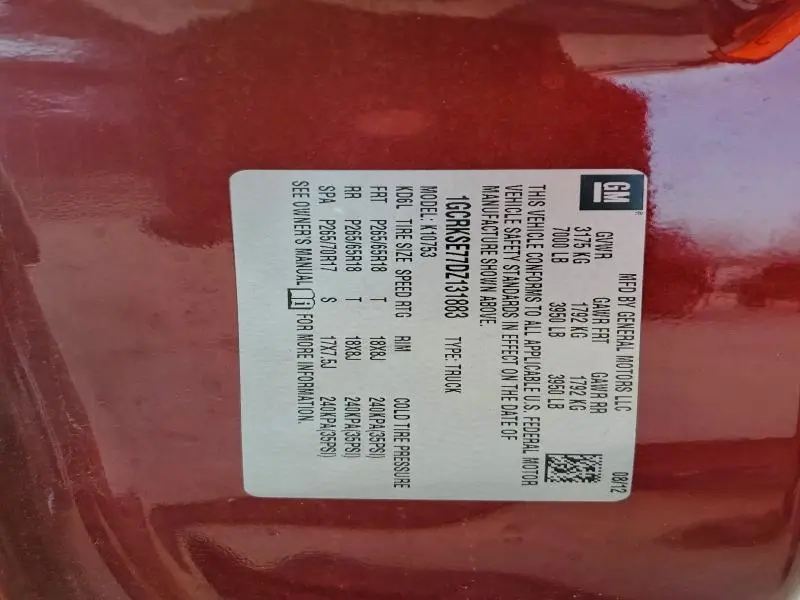 GM
MFD BY GENERAL MOTORS LLC 08/12
GVWR GAWR FRT GAWR RR
3175 KG 1792 KG 1792 KG
7000 LB 3950 LB 3950 LB
THIS VEHICLE CONFORMS TO ALL APPLICABLE U.S. FEDERAL MOTOR
VEHICLE SAFETY STANDARDS IN EFFECT ON THE DATE OF
MANUFACTURE SHOWN ABOVE.
1GCRKSE77DZ131883 TYPE: TRUCK
MODEL: K10753
KD6L TIRE SIZE SPEED RTG RIM COLD TIRE PRESSURE
FRT P265/65R18 T 18X8J 240KPA(35PSI)
RR P265/65R18 T 18X8J 240KPA(35PSI)
SPA P265/70R17 S 17X7.5J 240KPA(35PSI)
SEE OWNER'S MANUAL FOR MORE INFORMATION.